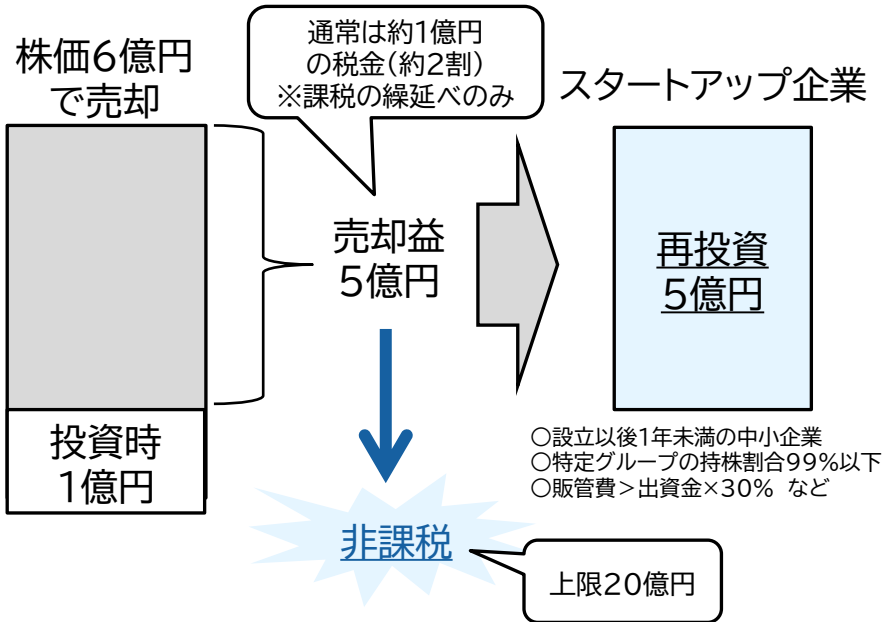 株価6億円
で売却
通常は約1億円
の税金(約2割)
※課税の繰延べのみ
スタートアップ企業
売却益
5億円
再投資
5億円
投資時
1億円
○設立以後1年未満の中小企業
○特定グループの持株割合99%以下
○販管費>出資金×30% など
非課税
上限20億円